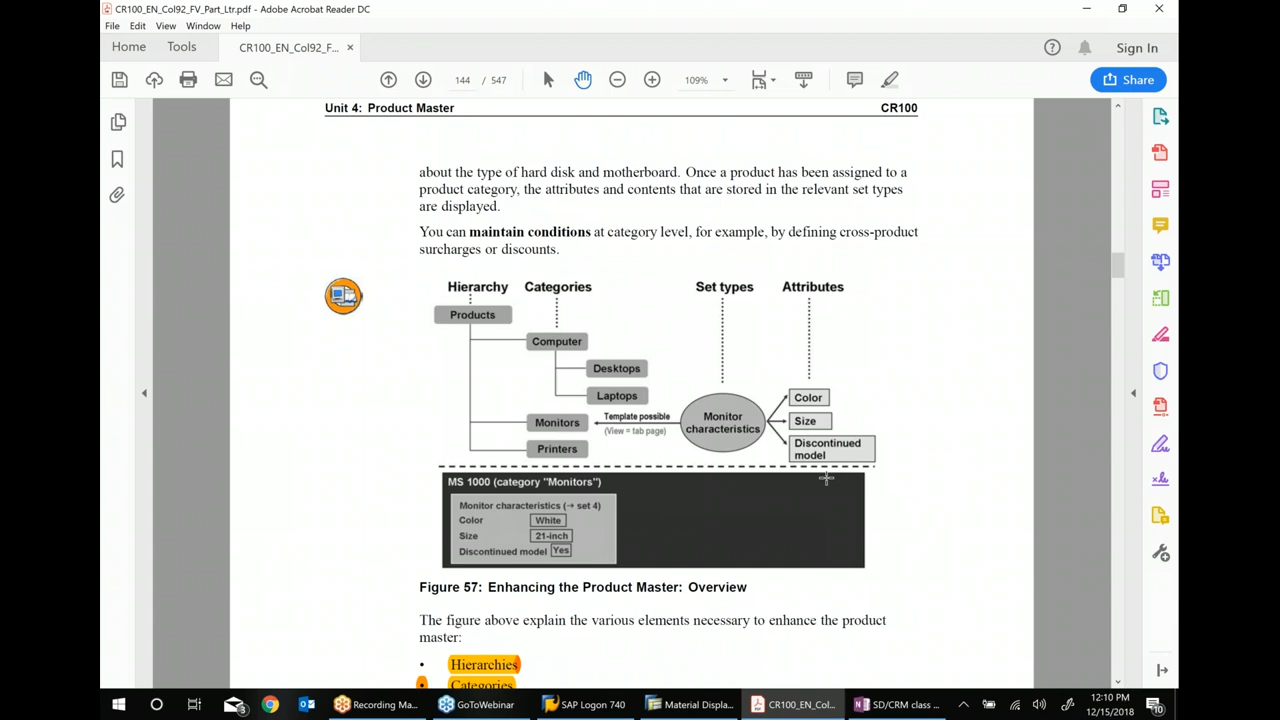 CR100_EN_Col92_FV_Part_Ltr.pdf - Adobe Acrobat Reader DC
File Edit View Window Help
Home Tools CR100_EN_Col92_F... × Sign In
144 / 547 109% Share
Unit 4: Product Master CR100
about the type of hard disk and motherboard. Once a product has been assigned to a
product category, the attributes and contents that are stored in the relevant set types
are displayed.
You can maintain conditions at category level, for example, by defining cross-product
surcharges or discounts.
Hierarchy Categories Set types Attributes
Products
Computer
Desktops
Laptops
Monitors
Printers
Template possible
(View = tab page)
Monitor
characteristics
Color
Size
Discontinued
model
MS 1000 (category "Monitors")
Monitor characteristics (→ set 4)
Color White
Size 21-inch
Discontinued model Yes
Figure 57: Enhancing the Product Master: Overview
The figure above explain the various elements necessary to enhance the product
master:
• Hierarchies
• Categories
Recording Ma... GoToWebinar SAP Logon 740 Material Displa... CR100_EN_Col... SD/CRM class ...
12:10 PM
12/15/2018